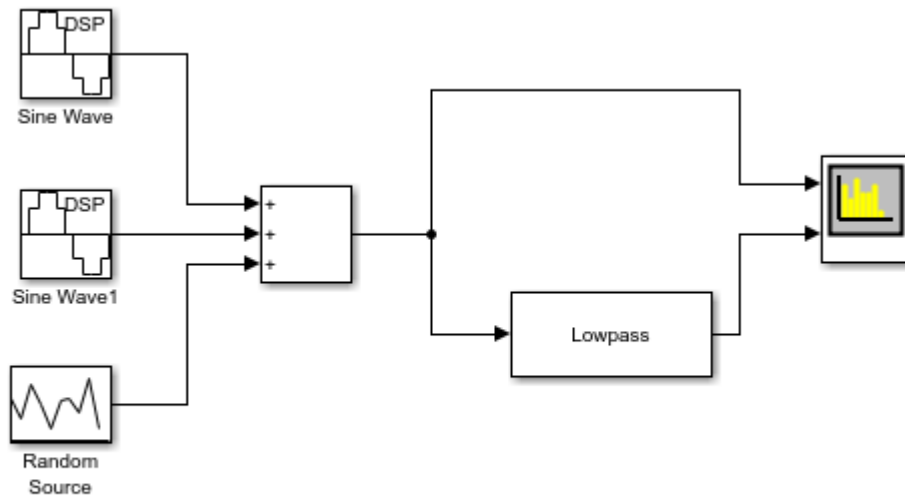 DSP
Sine Wave
DSP
Sine Wave1
Random
Source
+
+
+
Lowpass